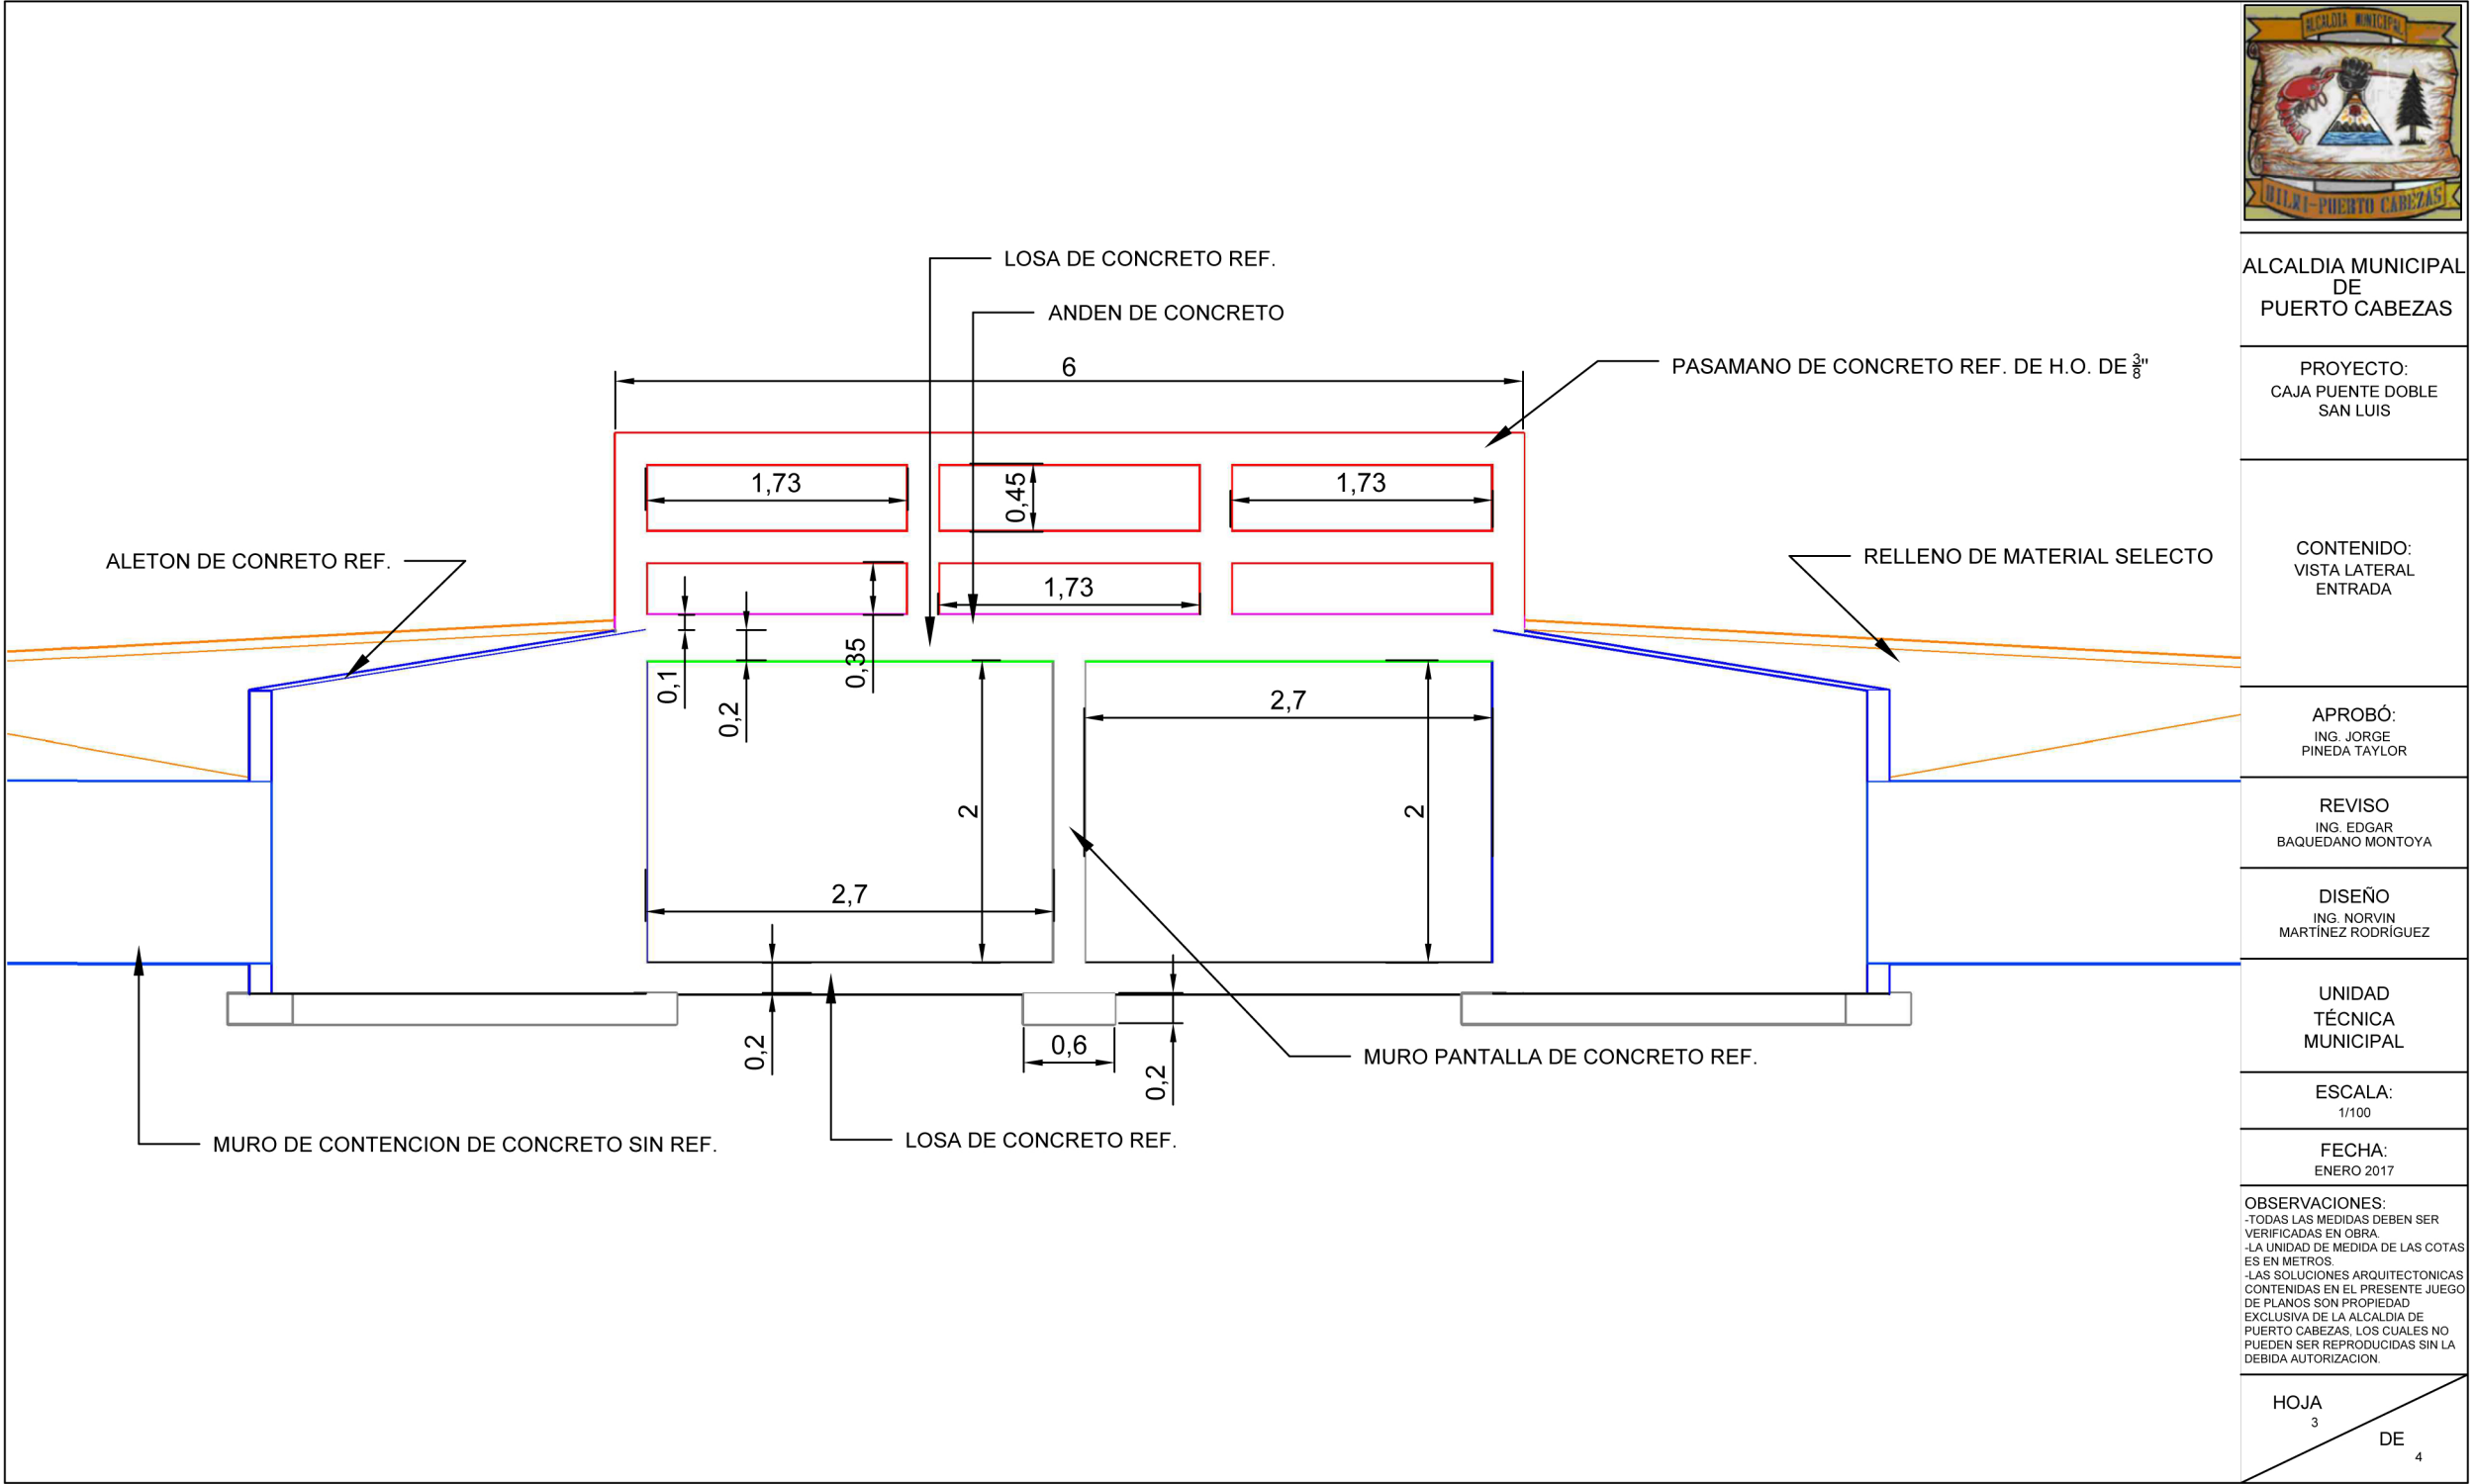 LOSA DE CONCRETO REF.
ANDEN DE CONCRETO
6
PASAMANO DE CONCRETO REF. DE H.O. DE 3/8"
1,73
0,45
1,73
ALETON DE CONRETO REF.
RELLENO DE MATERIAL SELECTO
1,73
0,1
0,2
0,35
2,7
2
2
2,7
0,2
0,6
0,2
MURO PANTALLA DE CONCRETO REF.
MURO DE CONTENCION DE CONCRETO SIN REF.
LOSA DE CONCRETO REF.
ALCALDIA MUNICIPAL
BILWI-PUERTO CABEZAS
ALCALDIA MUNICIPAL
DE
PUERTO CABEZAS
PROYECTO:
CAJA PUENTE DOBLE
SAN LUIS
CONTENIDO:
VISTA LATERAL
ENTRADA
APROBÓ:
ING. JORGE
PINEDA TAYLOR
REVISO
ING. EDGAR
BAQUEDANO MONTOYA
DISEÑO
ING. NORVIN
MARTÍNEZ RODRÍGUEZ
UNIDAD
TÉCNICA
MUNICIPAL
ESCALA:
1/100
FECHA:
ENERO 2017
OBSERVACIONES:
-TODAS LAS MEDIDAS DEBEN SER
VERIFICADAS EN OBRA.
-LA UNIDAD DE MEDIDA DE LAS COTAS
ES EN METROS.
-LAS SOLUCIONES ARQUITECTONICAS
CONTENIDAS EN EL PRESENTE JUEGO
DE PLANOS SON PROPIEDAD
EXCLUSIVA DE LA ALCALDIA DE
PUERTO CABEZAS, LOS CUALES NO
PUEDEN SER REPRODUCIDAS SIN LA
DEBIDA AUTORIZACION.
HOJA
3
DE
4